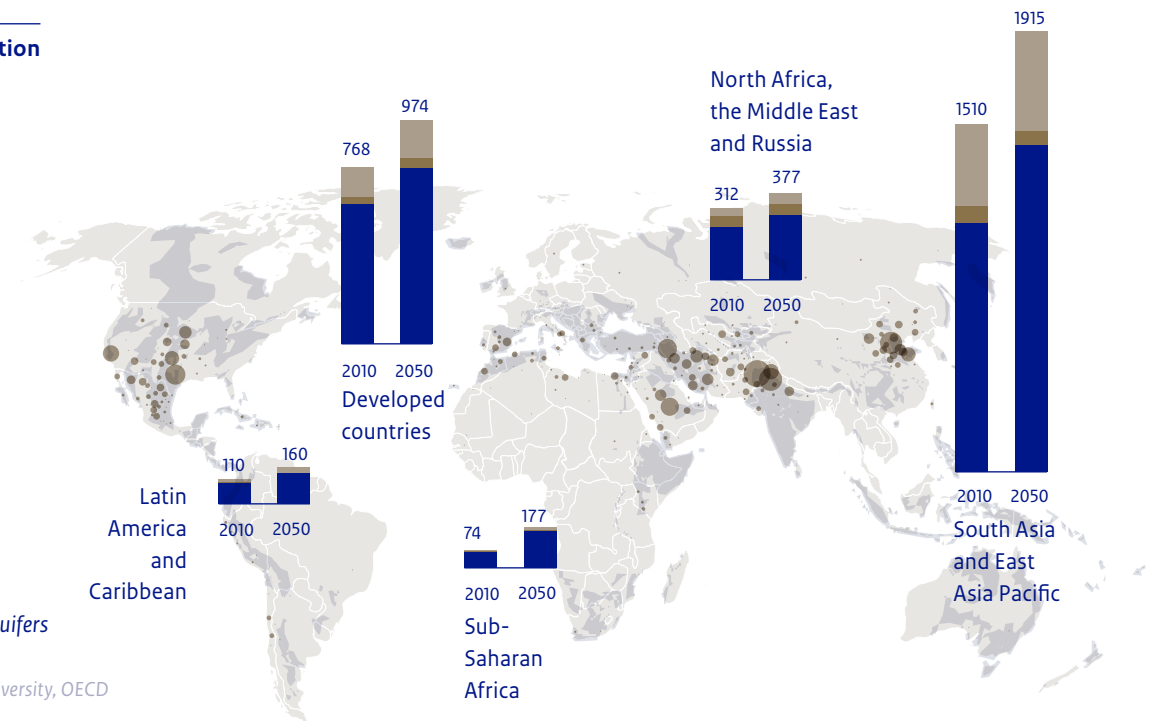 tion
1915
North Africa,
the Middle East
and Russia
974
1510
768
377
312
2010 2050
2010 2050
Developed
countries
160
110
Latin
America
and
Caribbean
2010 2050
177
74
2010 2050
Sub-
Saharan
Africa
2010 2050
South Asia
and East
Asia Pacific
uifers
versity, OECD